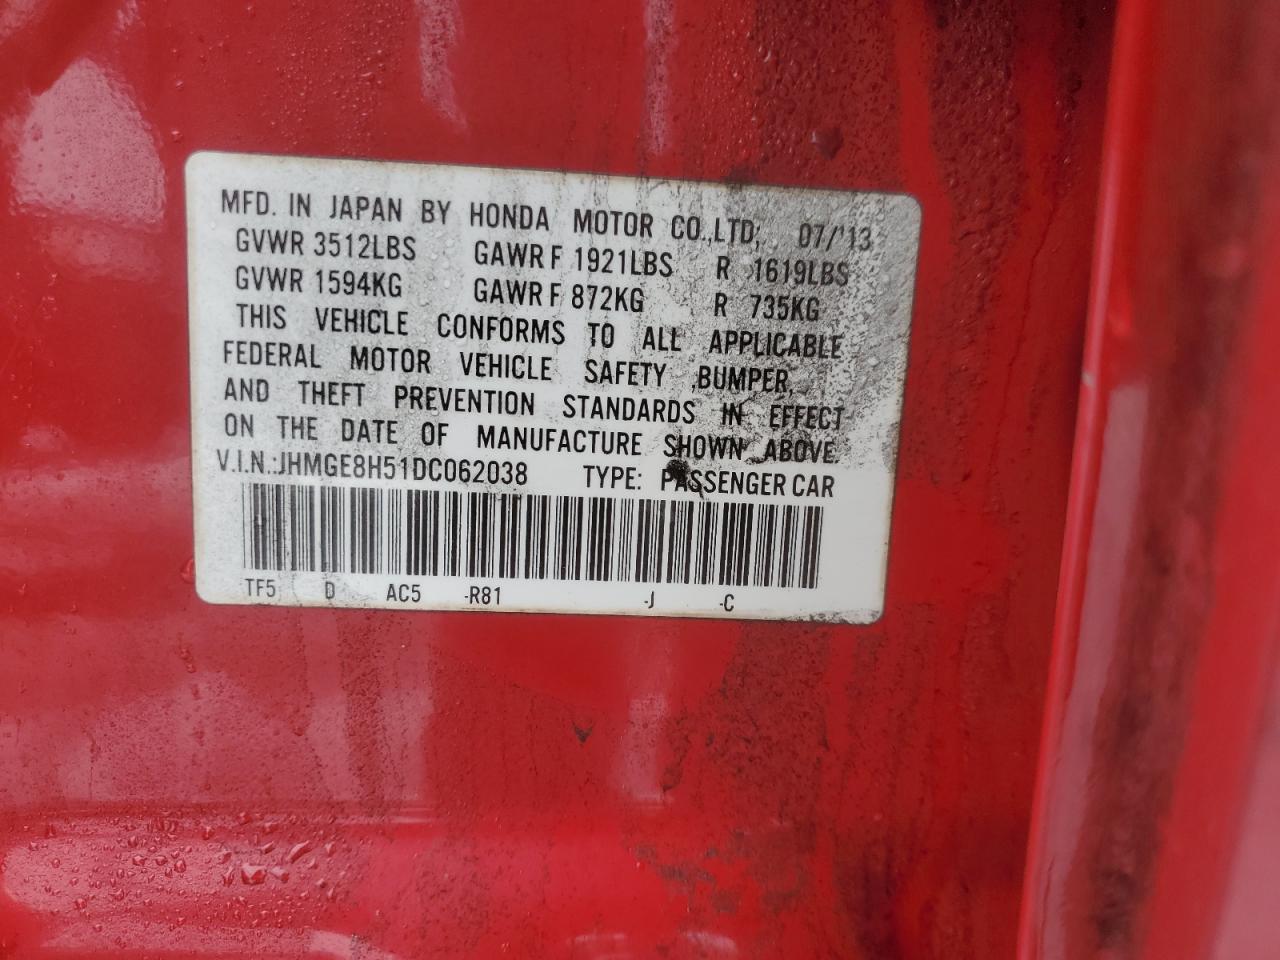 MFD. IN JAPAN BY HONDA MOTOR CO.,LTD; 07/'13
GVWR 3512LBS GAWR F 1921LBS R 1619LBS
GVWR 1594KG GAWR F 872KG R 735KG
THIS VEHICLE CONFORMS TO ALL APPLICABLE
FEDERAL MOTOR VEHICLE SAFETY ,BUMPER,
AND THEFT PREVENTION STANDARDS IN EFFECT
ON THE DATE OF MANUFACTURE SHOWN ABOVE.
V.I.N.:JHMGE8H51DC062038 TYPE: PASSENGER CAR
TF5 D AC5 -R81 -J -C